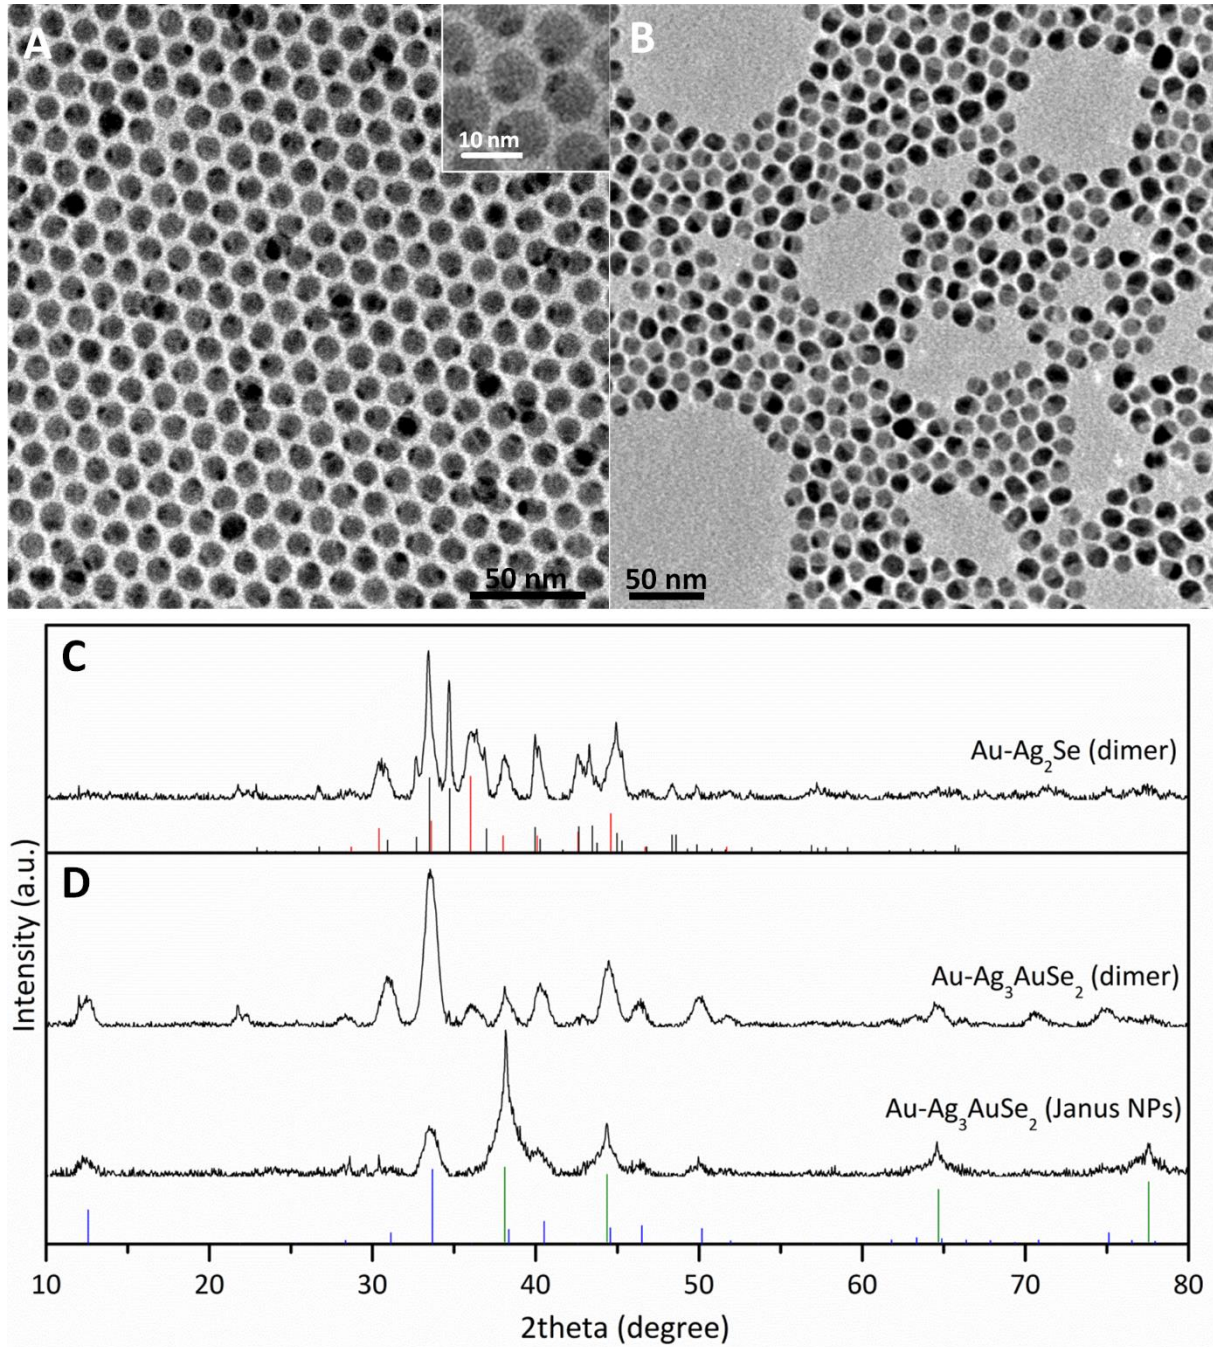 A
10 nm
B
50 nm
50 nm
C
Au-Ag₂Se (dimer)
D
Au-Ag₃AuSe₂ (dimer)
Au-Ag₃AuSe₂ (Janus NPs)
Intensity (a.u.)
10 20 30 40 50 60 70 80
2theta (degree)